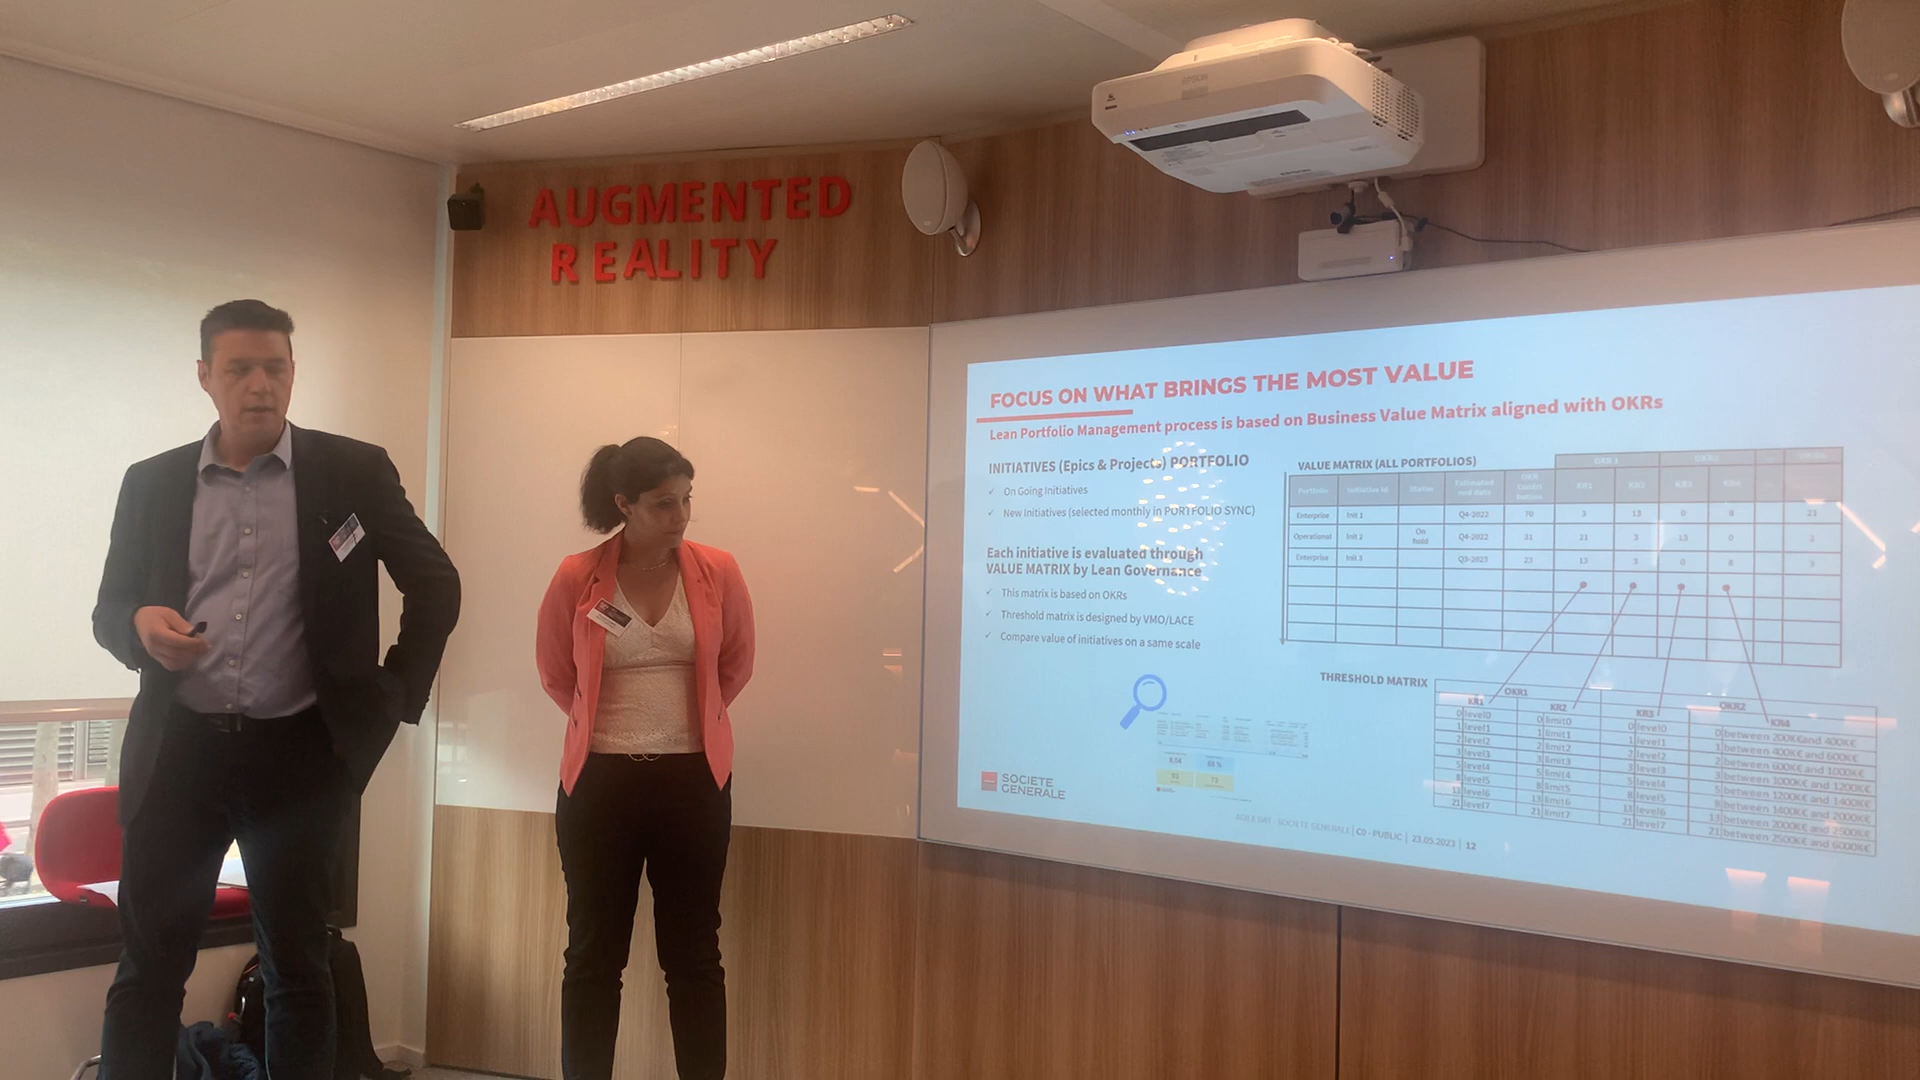 AUGMENTED
REALITY
EPSON
FOCUS ON WHAT BRINGS THE MOST VALUE
Lean Portfolio Management process is based on Business Value Matrix aligned with OKRs
INITIATIVES (Epics & Projects) PORTFOLIO
✓ On Going Initiatives
✓ New Initiatives (selected monthly in PORTFOLIO SYNC)
Each initiative is evaluated through
VALUE MATRIX by Lean Governance
✓ This matrix is based on OKRs
✓ Threshold matrix is designed by VMO/LACE
✓ Compare value of initiatives on a same scale
SOCIETE
GENERALE
VALUE MATRIX (ALL PORTFOLIOS)
OKR 1
Portfolio Initiative Id Status Estimated end date OKR Contribution KR1 KR2 KR3 KR4
Enterprise Init 1 Q4-2022 70 3 13 0 8 21
Operational Init 2 On hold Q4-2022 31 21 3 13 0
Enterprise Init 3 23 3
THRESHOLD MATRIX
OKR1 OKR2
KR1 KR2 KR3 KR4
0 level0 0 limit0 0 level0 0 between 200K€and 400K€
1 level1 1 limit1 1 level1 1 between 400K€ and 600K€
2 level2 2 limit2 2 level2 2 between 600K€ and 1000K€
3 level3 3 limit3 3 level3 3 between 1000K€ and 1200K€
5 level4 5 limit4 5 level4 5 between 1200K€ and 1400K€
8 level5 8 limit5 8 level5 8 between 1400K€ and 2000K€
13 level6 13 limit6 13 level6 13 between 2000K€ and 2500K€
21 level7 21 limit7 21 level7 21 between 2500K€ and 6000K€
AGILE DAY - SOCIETE GENERALE | C0 - PUBLIC | 23.05.2023 | 12